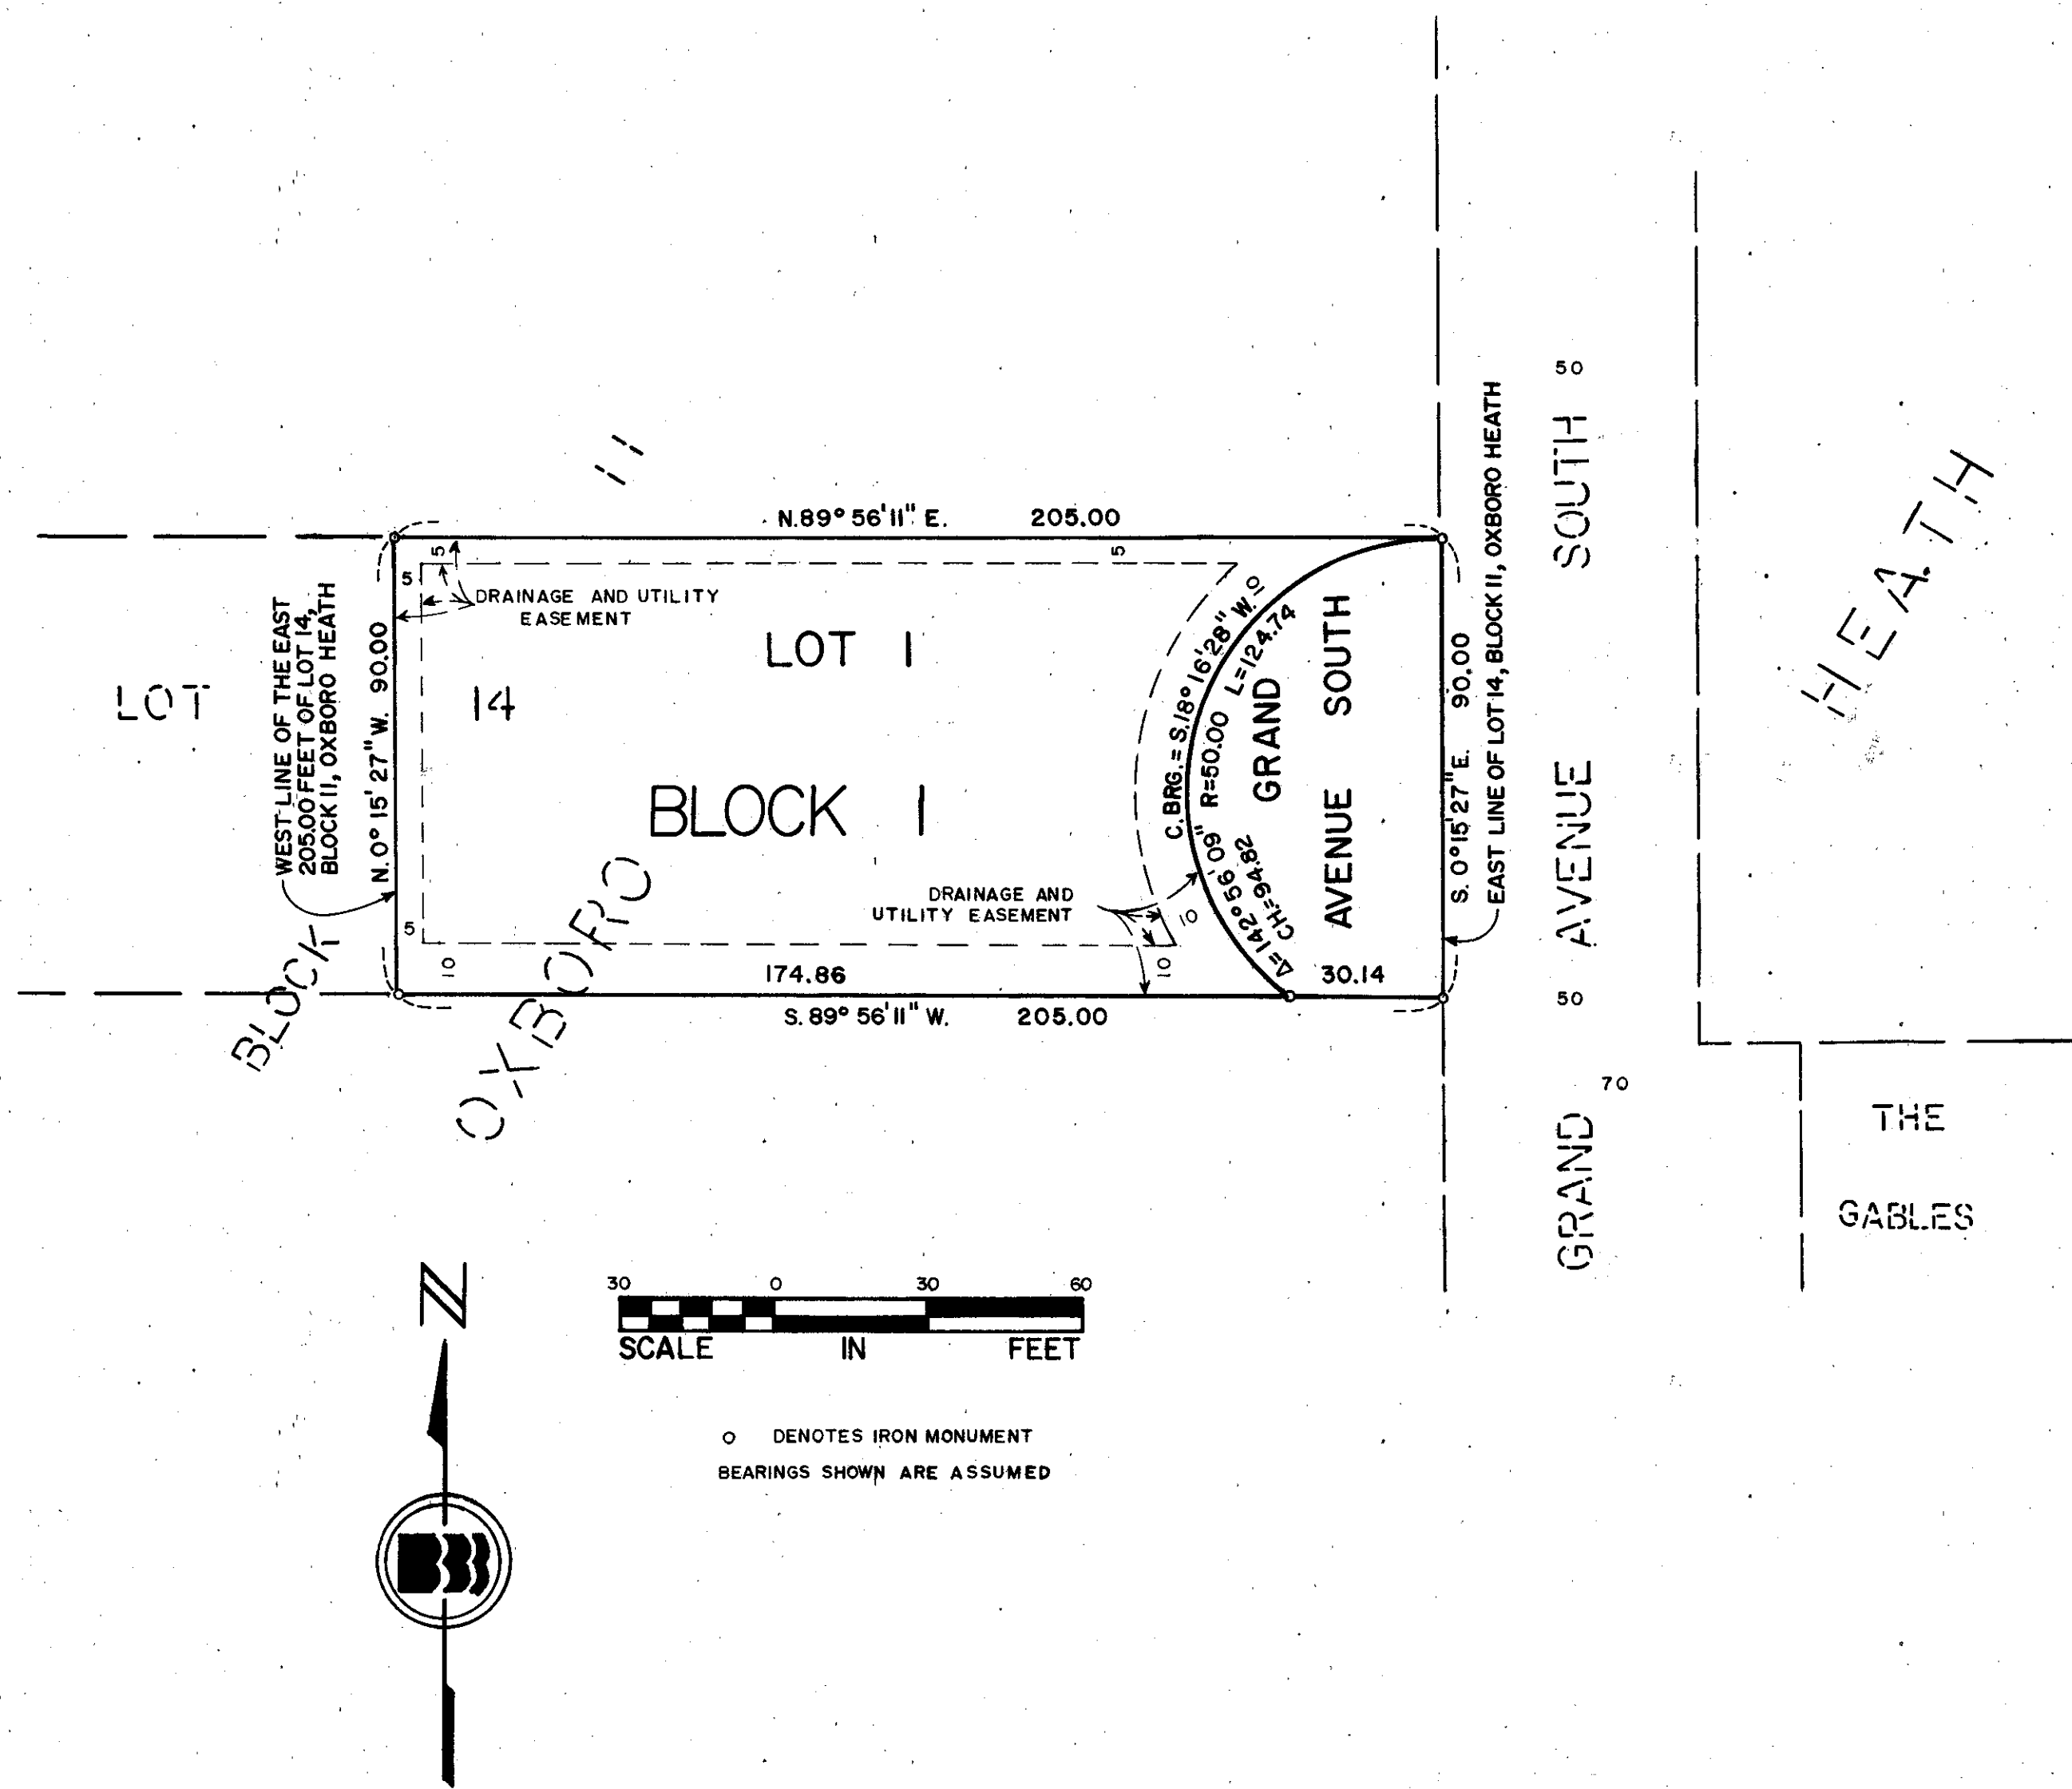 50
SOUTH
HEATH
11
N.89° 56'11" E. 205.00
5
5
5
DRAINAGE AND UTILITY
EASEMENT
WEST LINE OF THE EAST
205.00 FEET OF LOT 14,
BLOCK 11, OXBORO HEATH
N.0° 15' 27" W. 90.00
LOT
14
LOT 1
BLOCK 1
C. BRG. = S.18° 16' 28" W.
10
R=50.00 L=124.74
Δ=142° 56' 09"
CH=94.82
GRAND
AVENUE SOUTH
S. 0° 15' 27" E. 90.00
EAST LINE OF LOT 14, BLOCK 11, OXBORO HEATH
AVENUE
DRAINAGE AND
UTILITY EASEMENT
10
5
10
10
174.86
30.14
S. 89° 56' 11" W. 205.00
50
BLOCK
OXBORO
70
GRAND
THE
GABLES
N
30 0 30 60
SCALE IN FEET
O DENOTES IRON MONUMENT
BEARINGS SHOWN ARE ASSUMED